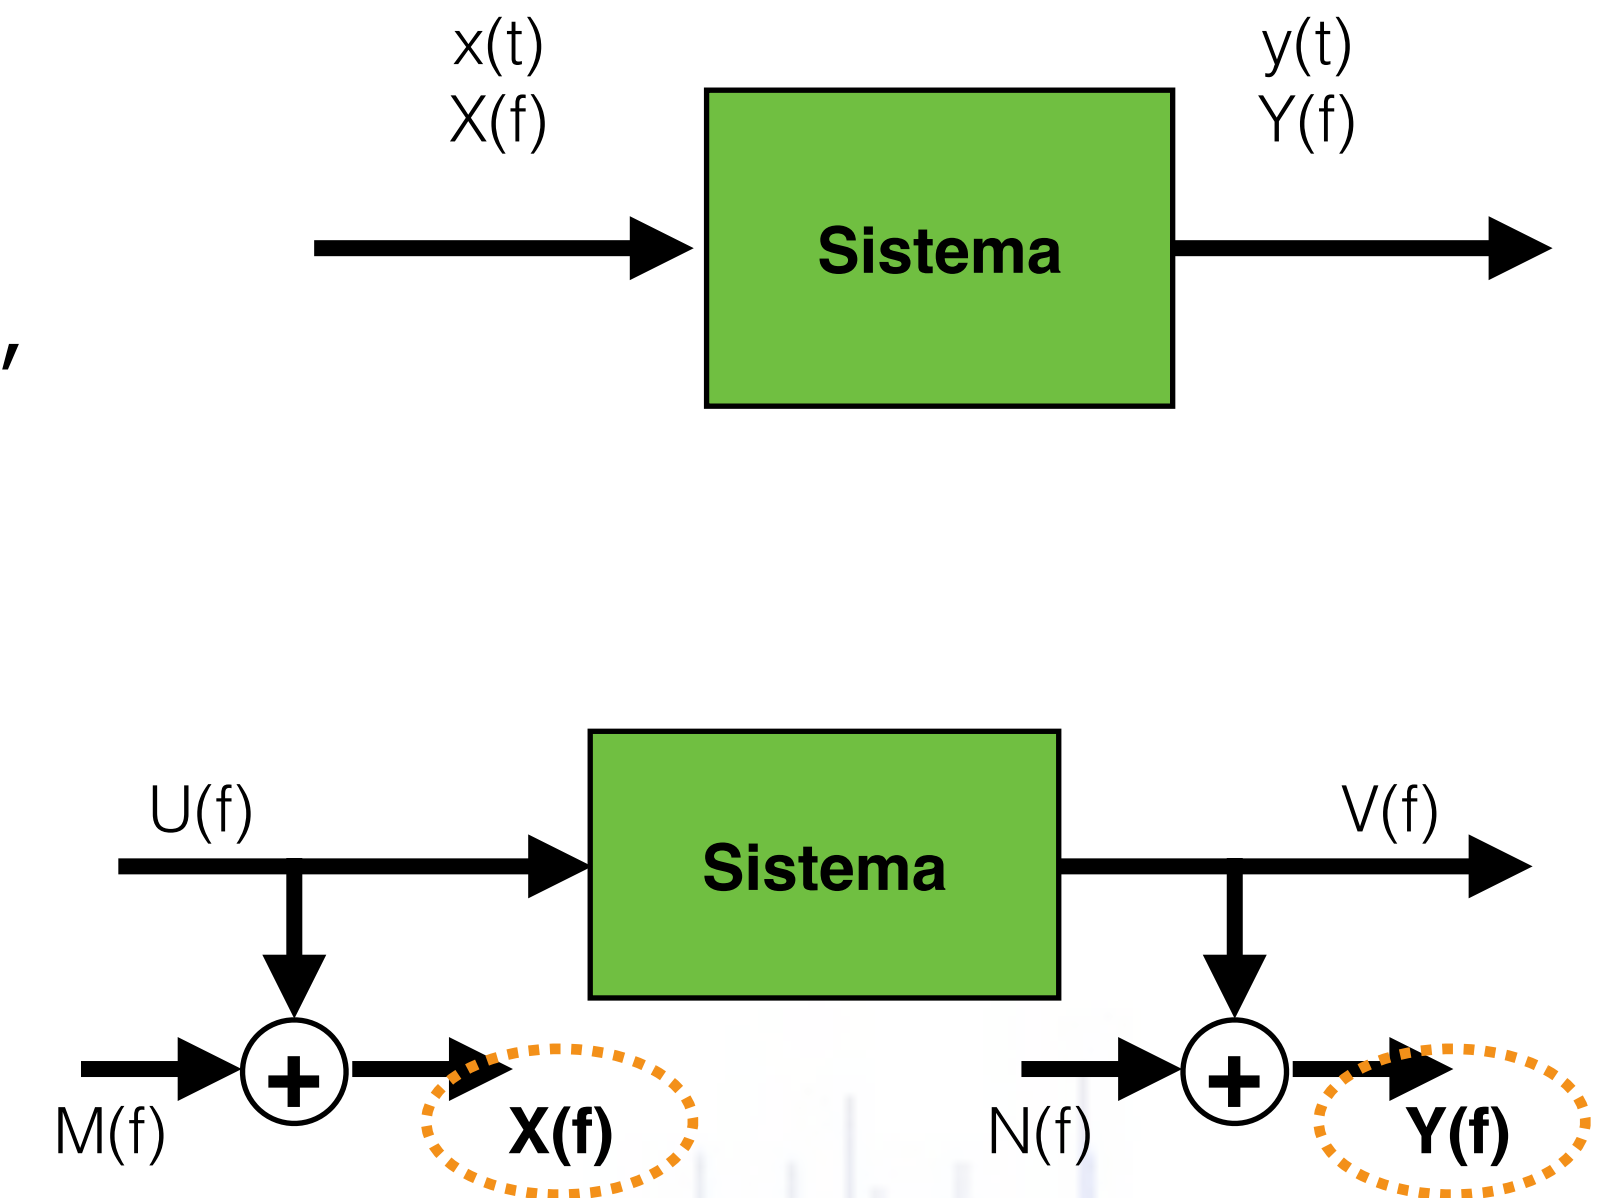 x(t)
X(f)
y(t)
Y(f)
Sistema
,
U(f)
Sistema
V(f)
+
+
M(f)
X(f)
N(f)
Y(f)